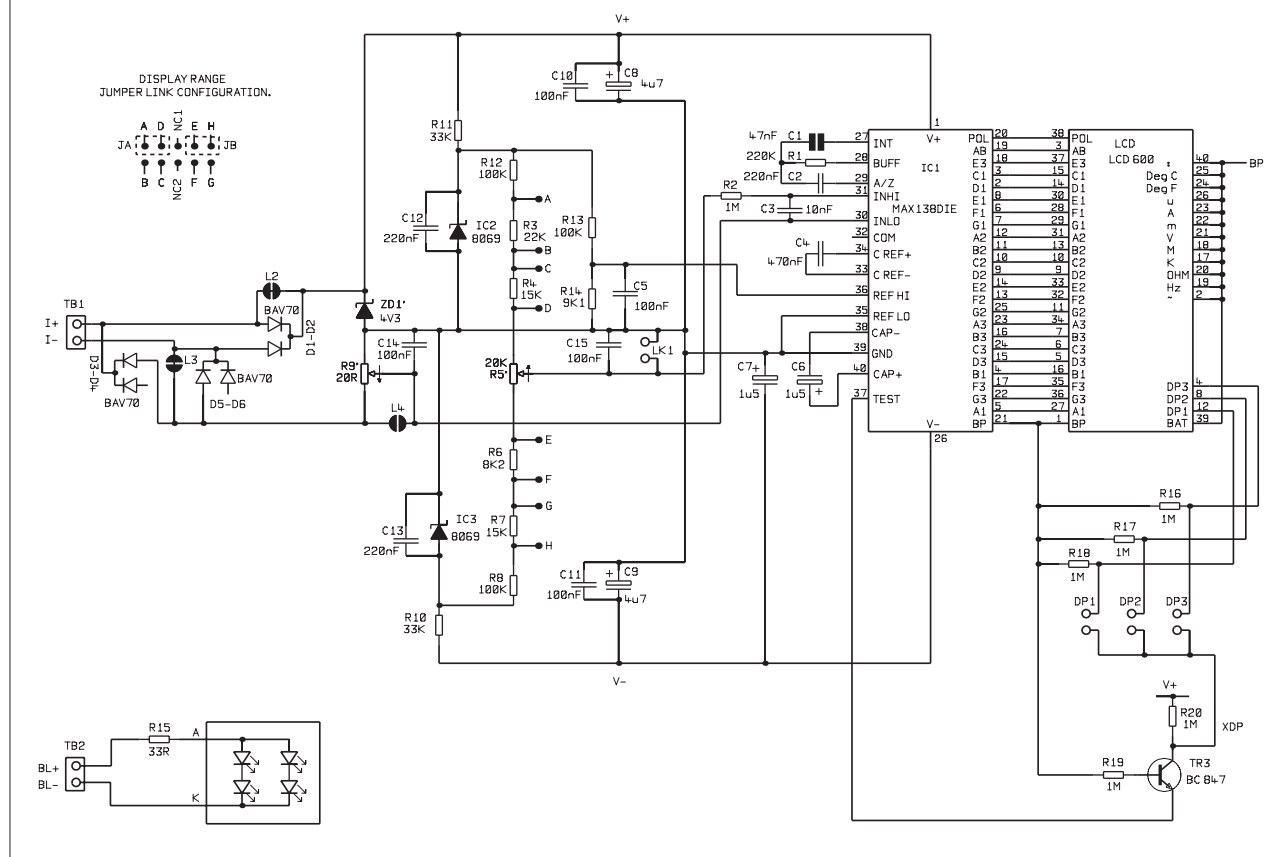 V+
DISPLAY RANGE
JUMPER LINK CONFIGURATION.
A D NC1 E H
JA JB
B C NC2 F G
C10
100nF
+ C8
4u7
R11
33K
R12
100K
A
C12
220nF
IC2
8069
R3
22K
B
C
R4
15K
D
R13
100K
R14
9K1
C5
100nF
TB1
I+
I-
L2
BAV70
D1-D2
L3
D3-D4
BAV70
BAV70
D5-D6
ZD1'
4V3
C14
100nF
R9'
20R
L4
20K
R5'
C15
100nF
LK1
E
R6
8K2
F
G
R7
15K
H
C13
220nF
IC3
8069
R8
100K
R10
33K
C11
100nF
+ C9
4u7
V-
47nF C1
220K
R1
220nF
C2
R2
1M
C3 10nF
C4
470nF
C7+
1u5
C6
1u5 +
1
V+
IC1
MAX138DIE
27 INT
28 BUFF
29 A/Z
31 INHI
30 INLO
32 COM
34 C REF+
33 C REF-
36 REF HI
35 REF LO
38 CAP-
39 GND
40 CAP+
37 TEST
V-
26
POL 20 38 POL
AB 19 3 AB
E3 18 37 E3
C1 3 15 C1
D1 2 14 D1
E1 8 30 E1
F1 6 28 F1
G1 7 29 G1
A2 12 31 A2
B2 11 13 B2
C2 10 10 C2
D2 9 9 D2
E2 14 33 E2
F2 13 32 F2
G2 25 11 G2
A3 23 34 A3
B3 16 7 B3
C3 24 6 C3
D3 15 5 D3
B1 4 16 B1
F3 17 35 F3
G3 22 36 G3
A1 5 27 A1
BP 21 1 BP
LCD
LCD 600
: 40 BP
Deg C 25
Deg F 24
u 26
A 23
m 22
V 21
M 18
K 17
OHM 20
Hz 19
~ 2
DP3 4
DP2 8
DP1 12
BAT 39
R16
1M
R17
1M
R18
1M
DP1 DP2 DP3
V+
R20
1M
XDP
R19
1M
TR3
BC 847
TB2
BL+
BL-
R15
33R
A
K